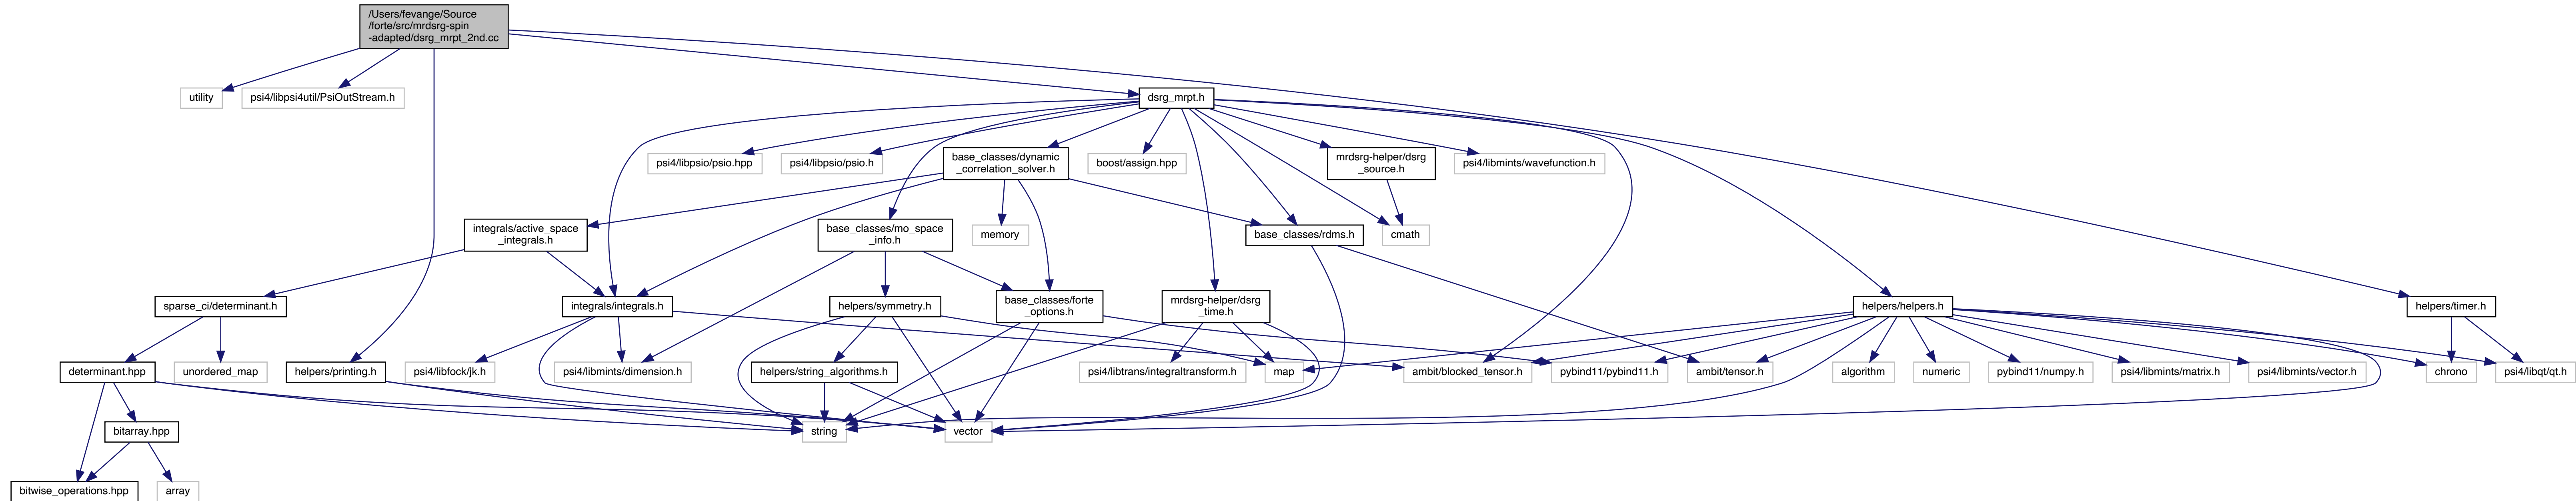 /Users/fevange/Source
/forte/src/mrdsrg-spin
-adapted/dsrg_mrpt_2nd.cc
utility
psi4/libpsi4util/PsiOutStream.h
dsrg_mrpt.h
psi4/libpsio/psio.hpp
psi4/libpsio/psio.h
base_classes/dynamic
_correlation_solver.h
boost/assign.hpp
mrdsrg-helper/dsrg
_source.h
psi4/libmints/wavefunction.h
integrals/active_space
_integrals.h
base_classes/mo_space
_info.h
memory
base_classes/rdms.h
cmath
sparse_ci/determinant.h
integrals/integrals.h
helpers/symmetry.h
base_classes/forte
_options.h
mrdsrg-helper/dsrg
_time.h
helpers/helpers.h
helpers/timer.h
determinant.hpp
unordered_map
helpers/printing.h
psi4/libfock/jk.h
psi4/libmints/dimension.h
helpers/string_algorithms.h
psi4/libtrans/integraltransform.h
map
ambit/blocked_tensor.h
pybind11/pybind11.h
ambit/tensor.h
algorithm
numeric
pybind11/numpy.h
psi4/libmints/matrix.h
psi4/libmints/vector.h
chrono
psi4/libqt/qt.h
bitarray.hpp
string
vector
bitwise_operations.hpp
array